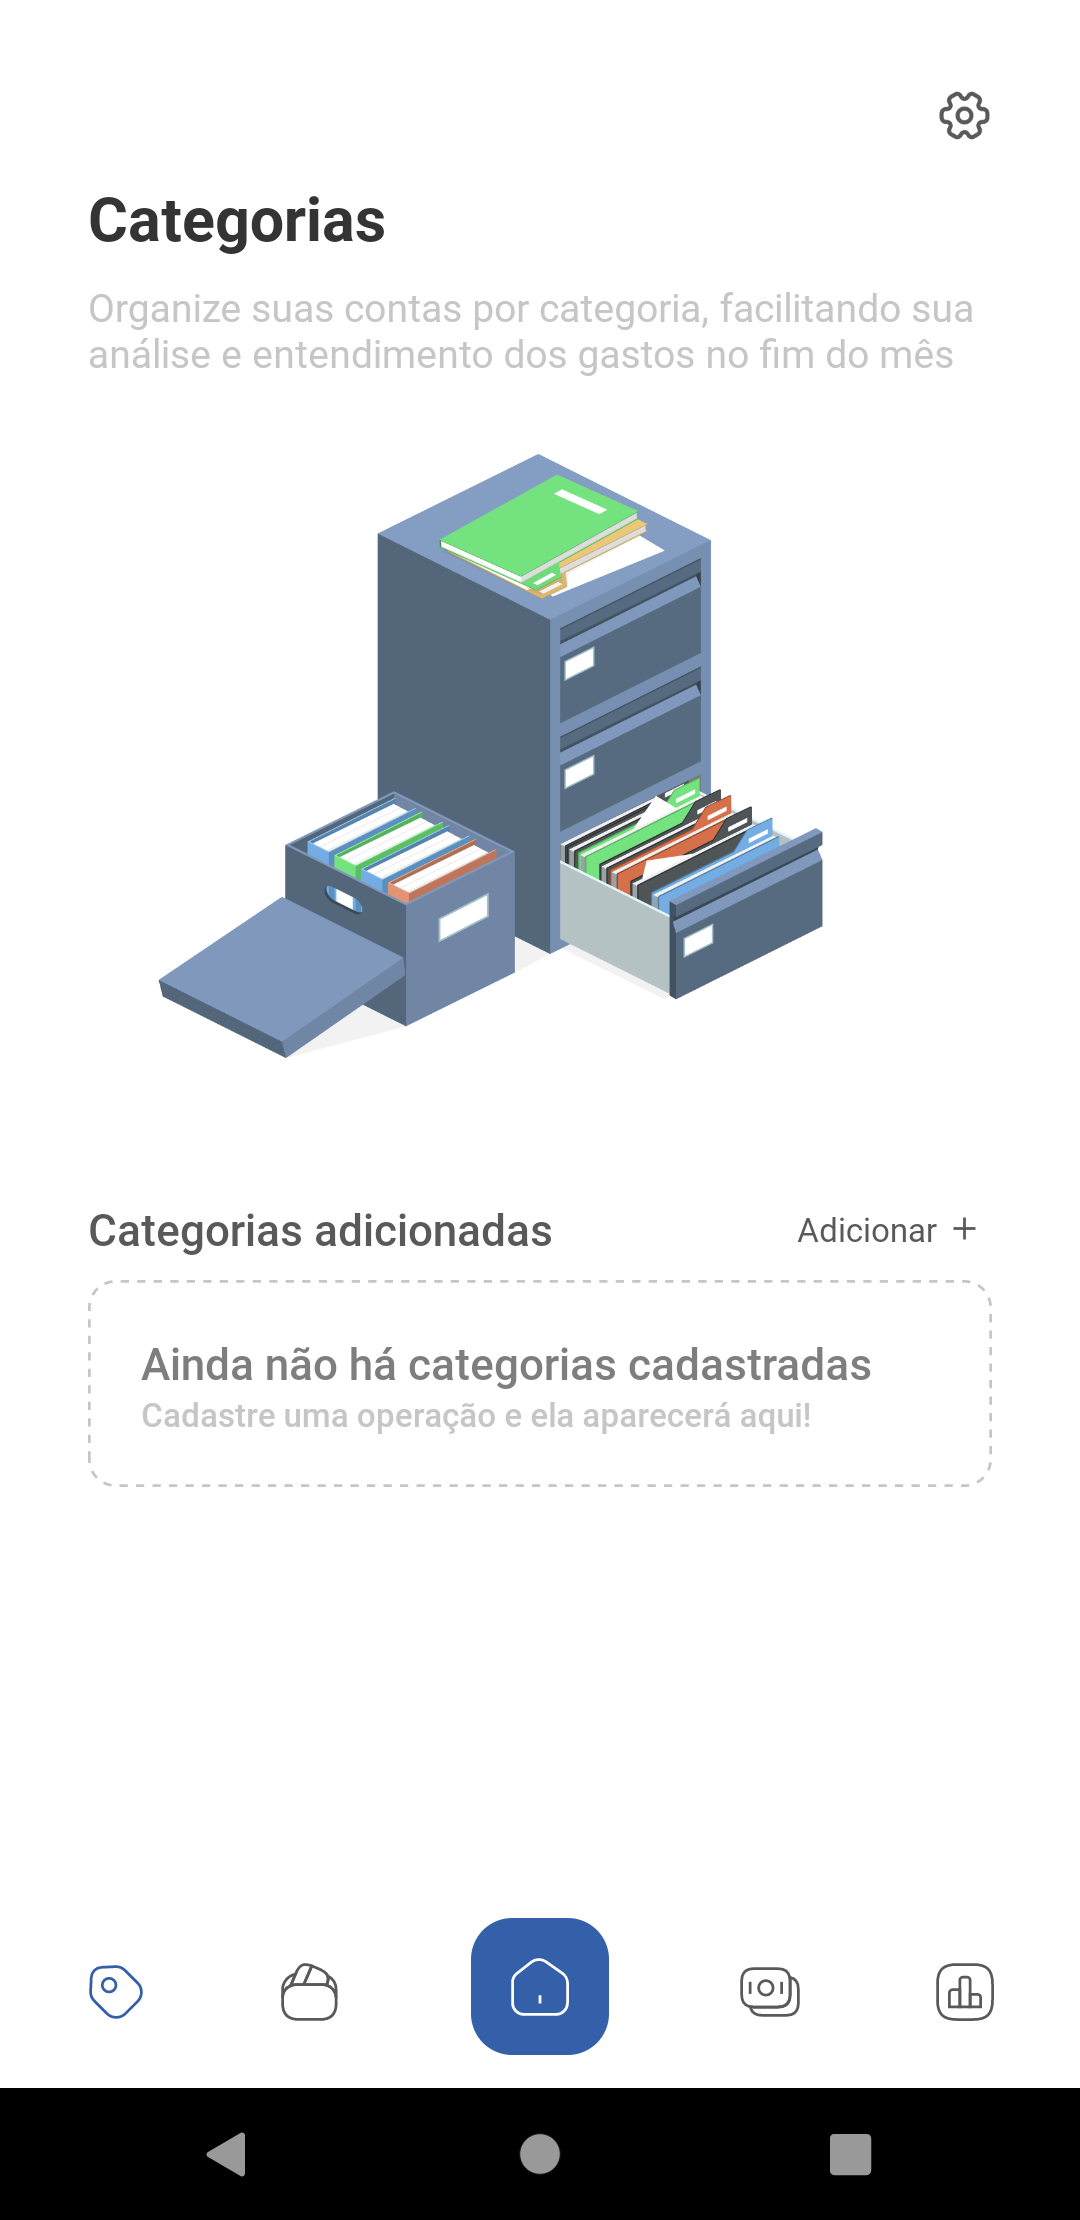 Categorias
Organize suas contas por categoria, facilitando sua
análise e entendimento dos gastos no fim do mês
Categorias adicionadas
Adicionar +
Ainda não há categorias cadastradas
Cadastre uma operação e ela aparecerá aqui!